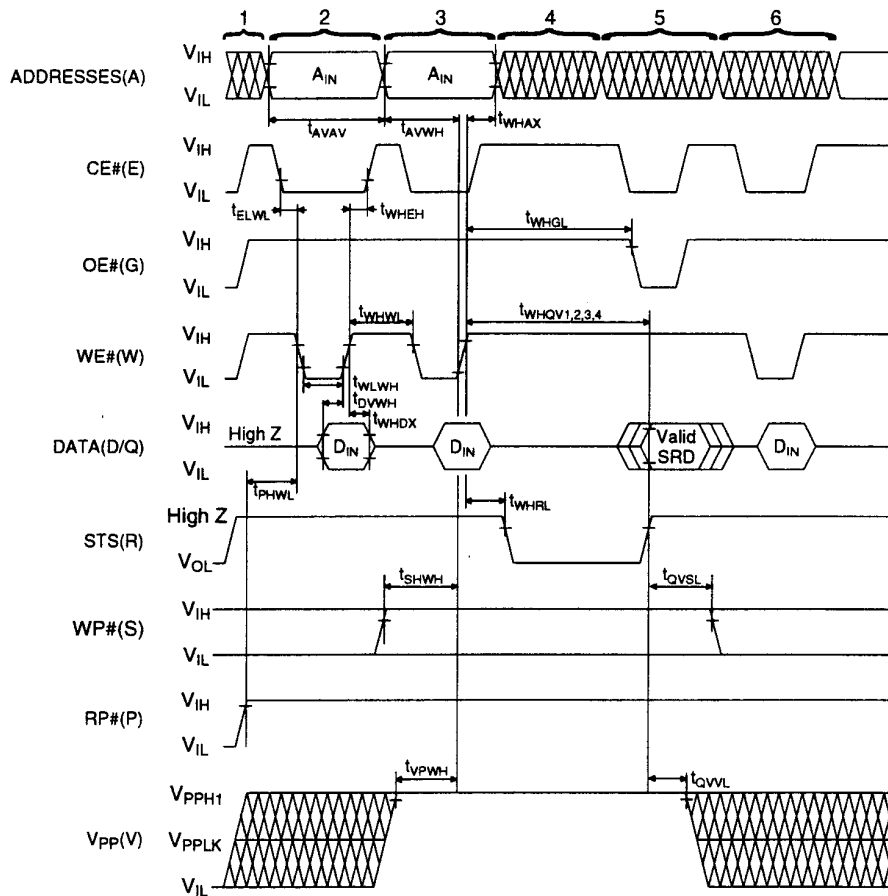 1 2 3 4 5 6
ADDRESSES(A) VIH AIN AIN
VIL
tAVAV tAVWH tWHAX
CE#(E) VIH
VIL
tELWL tWHEH tWHGL
OE#(G) VIH
VIL
tWHWL tWHQV1,2,3,4
WE#(W) VIH
VIL
tWLWH
tDVWH
tWHDX
DATA(D/Q) VIH High Z DIN DIN Valid SRD DIN
VIL
tPHWL tWHRL
STS(R) High Z
VOL
tSHWH tQVSL
WP#(S) VIH
VIL
RP#(P) VIH
VIL
tVPWH tQVVL
VPP(V) VPPH1
VPPLK
VIL